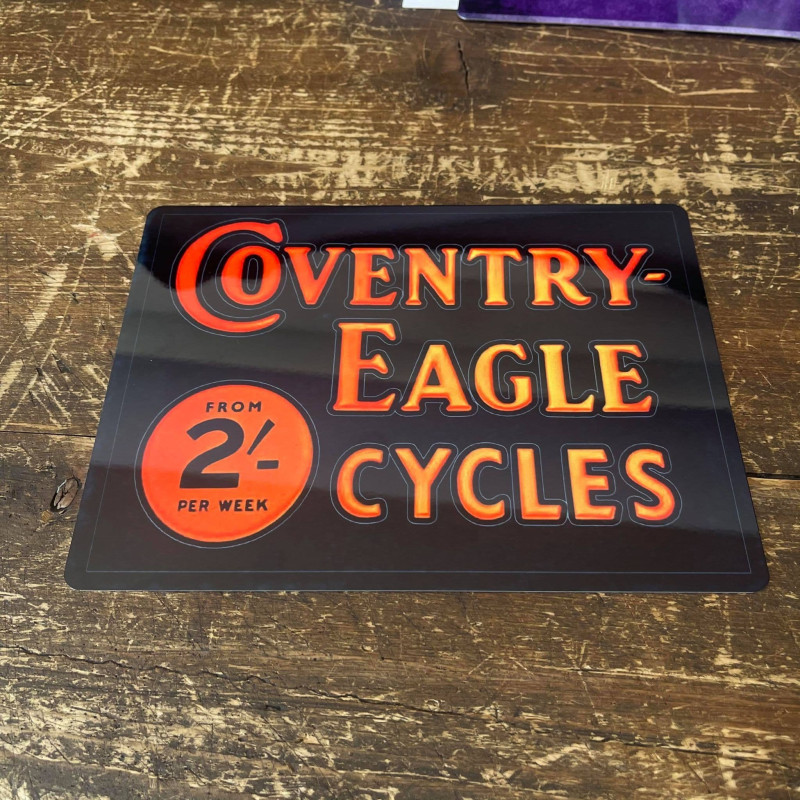 COVENTRY-
EAGLE
CYCLES
FROM
2/-
PER WEEK